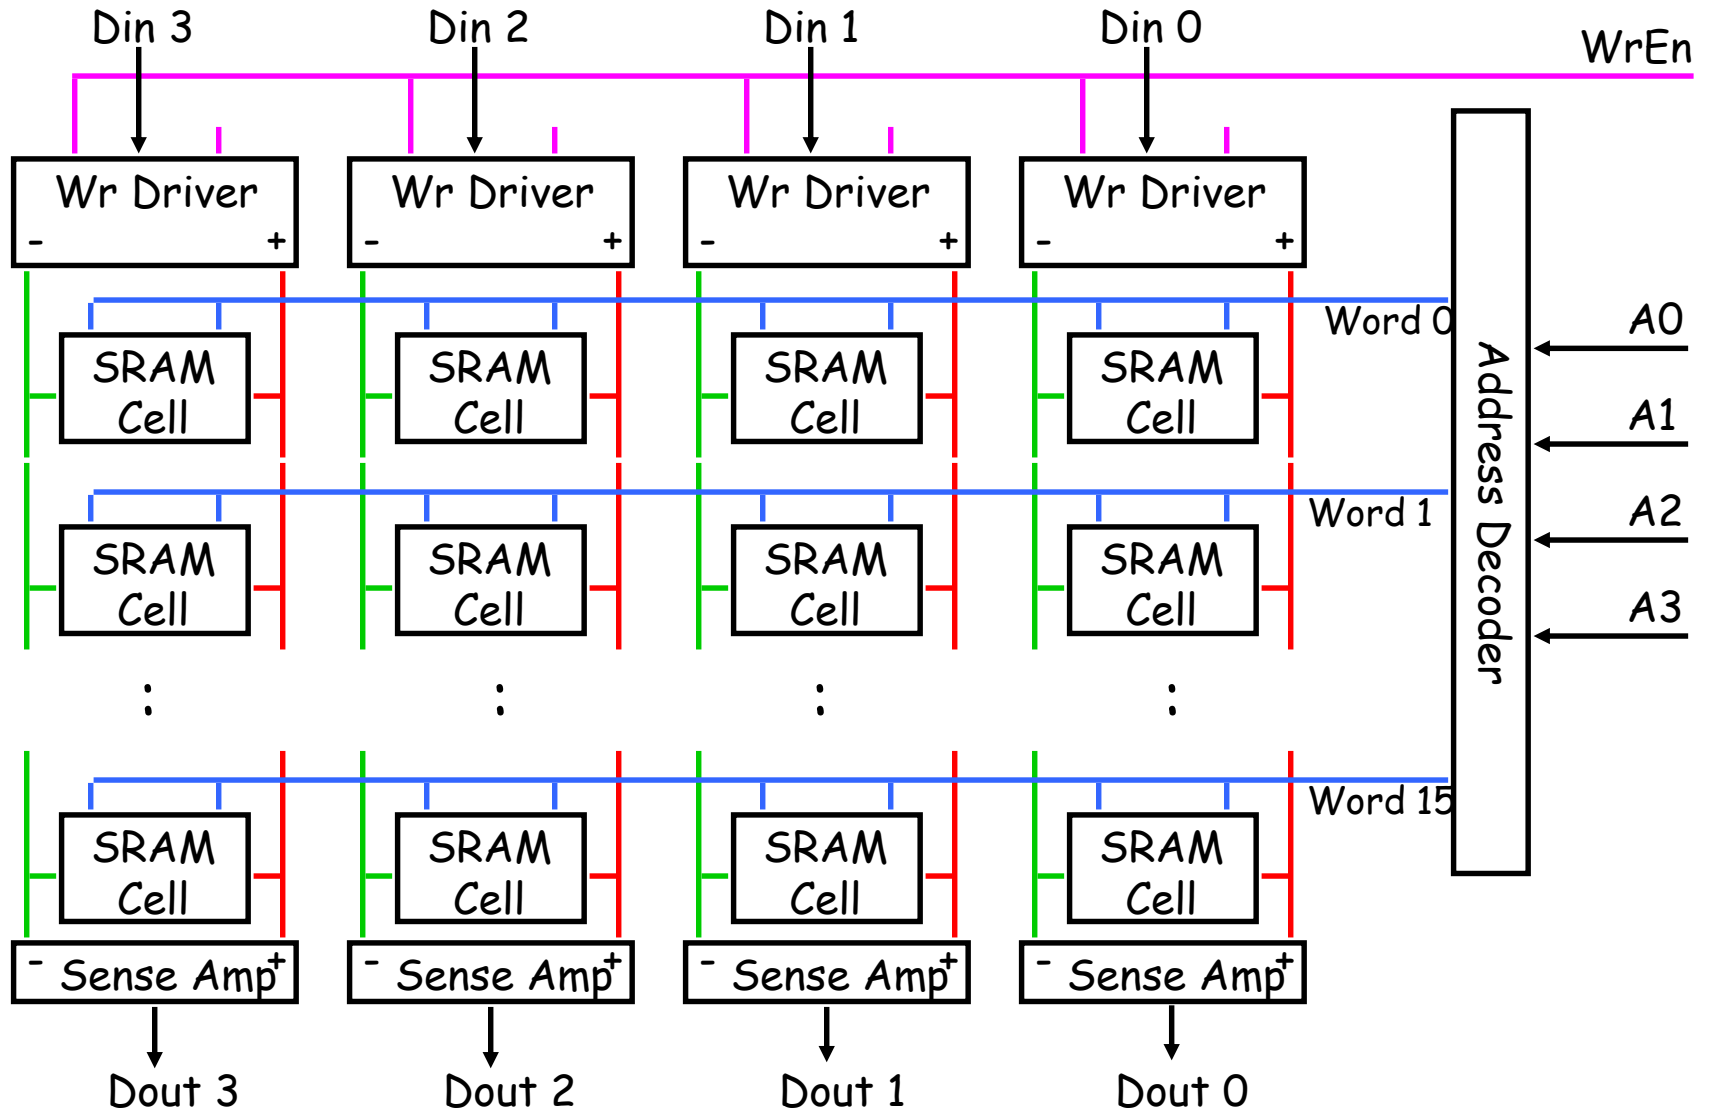 Din 3 Din 2 Din 1 Din 0
WrEn
Wr Driver Wr Driver Wr Driver Wr Driver
- + - + - + - +
Word 0
A0
SRAM SRAM SRAM SRAM
Cell Cell Cell Cell
A1
Word 1
A2
SRAM SRAM SRAM SRAM
Cell Cell Cell Cell
A3
Address Decoder
: : : :
Word 15
SRAM SRAM SRAM SRAM
Cell Cell Cell Cell
- Sense Amp + - Sense Amp + - Sense Amp + - Sense Amp +
Dout 3 Dout 2 Dout 1 Dout 0